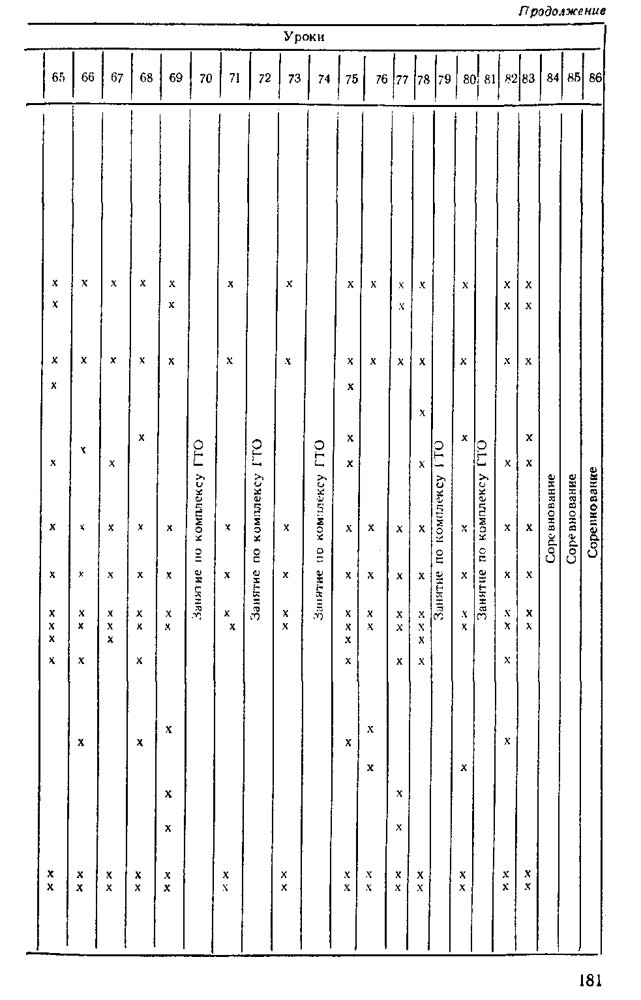 Продолжение
Уроки
65 66 67 68 69 70 71 72 73 74 75 76 77 78 79 80 81 82 83 84 85 86
x x x x x x x x x x x x x x
x x x x x
x x x x x x x x x x x x x x
x x
x
x x x x
x
x x x x x x
x x x x x x x x x x x x x x
x x x x x x x x x x x x x x
x x x x x x x x x x x x x x
x x x x x x x x x x x x x x
x x x x
x x x x x x x
x x
x x x x
x x
x x
x x
x x x x x x x x x x x x x x
x x x x x x x x x x x x x x
Занятие по комплексу ГТО
Занятие по комплексу ГТО
Занятие по комплексу ГТО
Занятие по комплексу ГТО
Занятие по комплексу ГТО
Соревнование
Соревнование
Соревнование
181